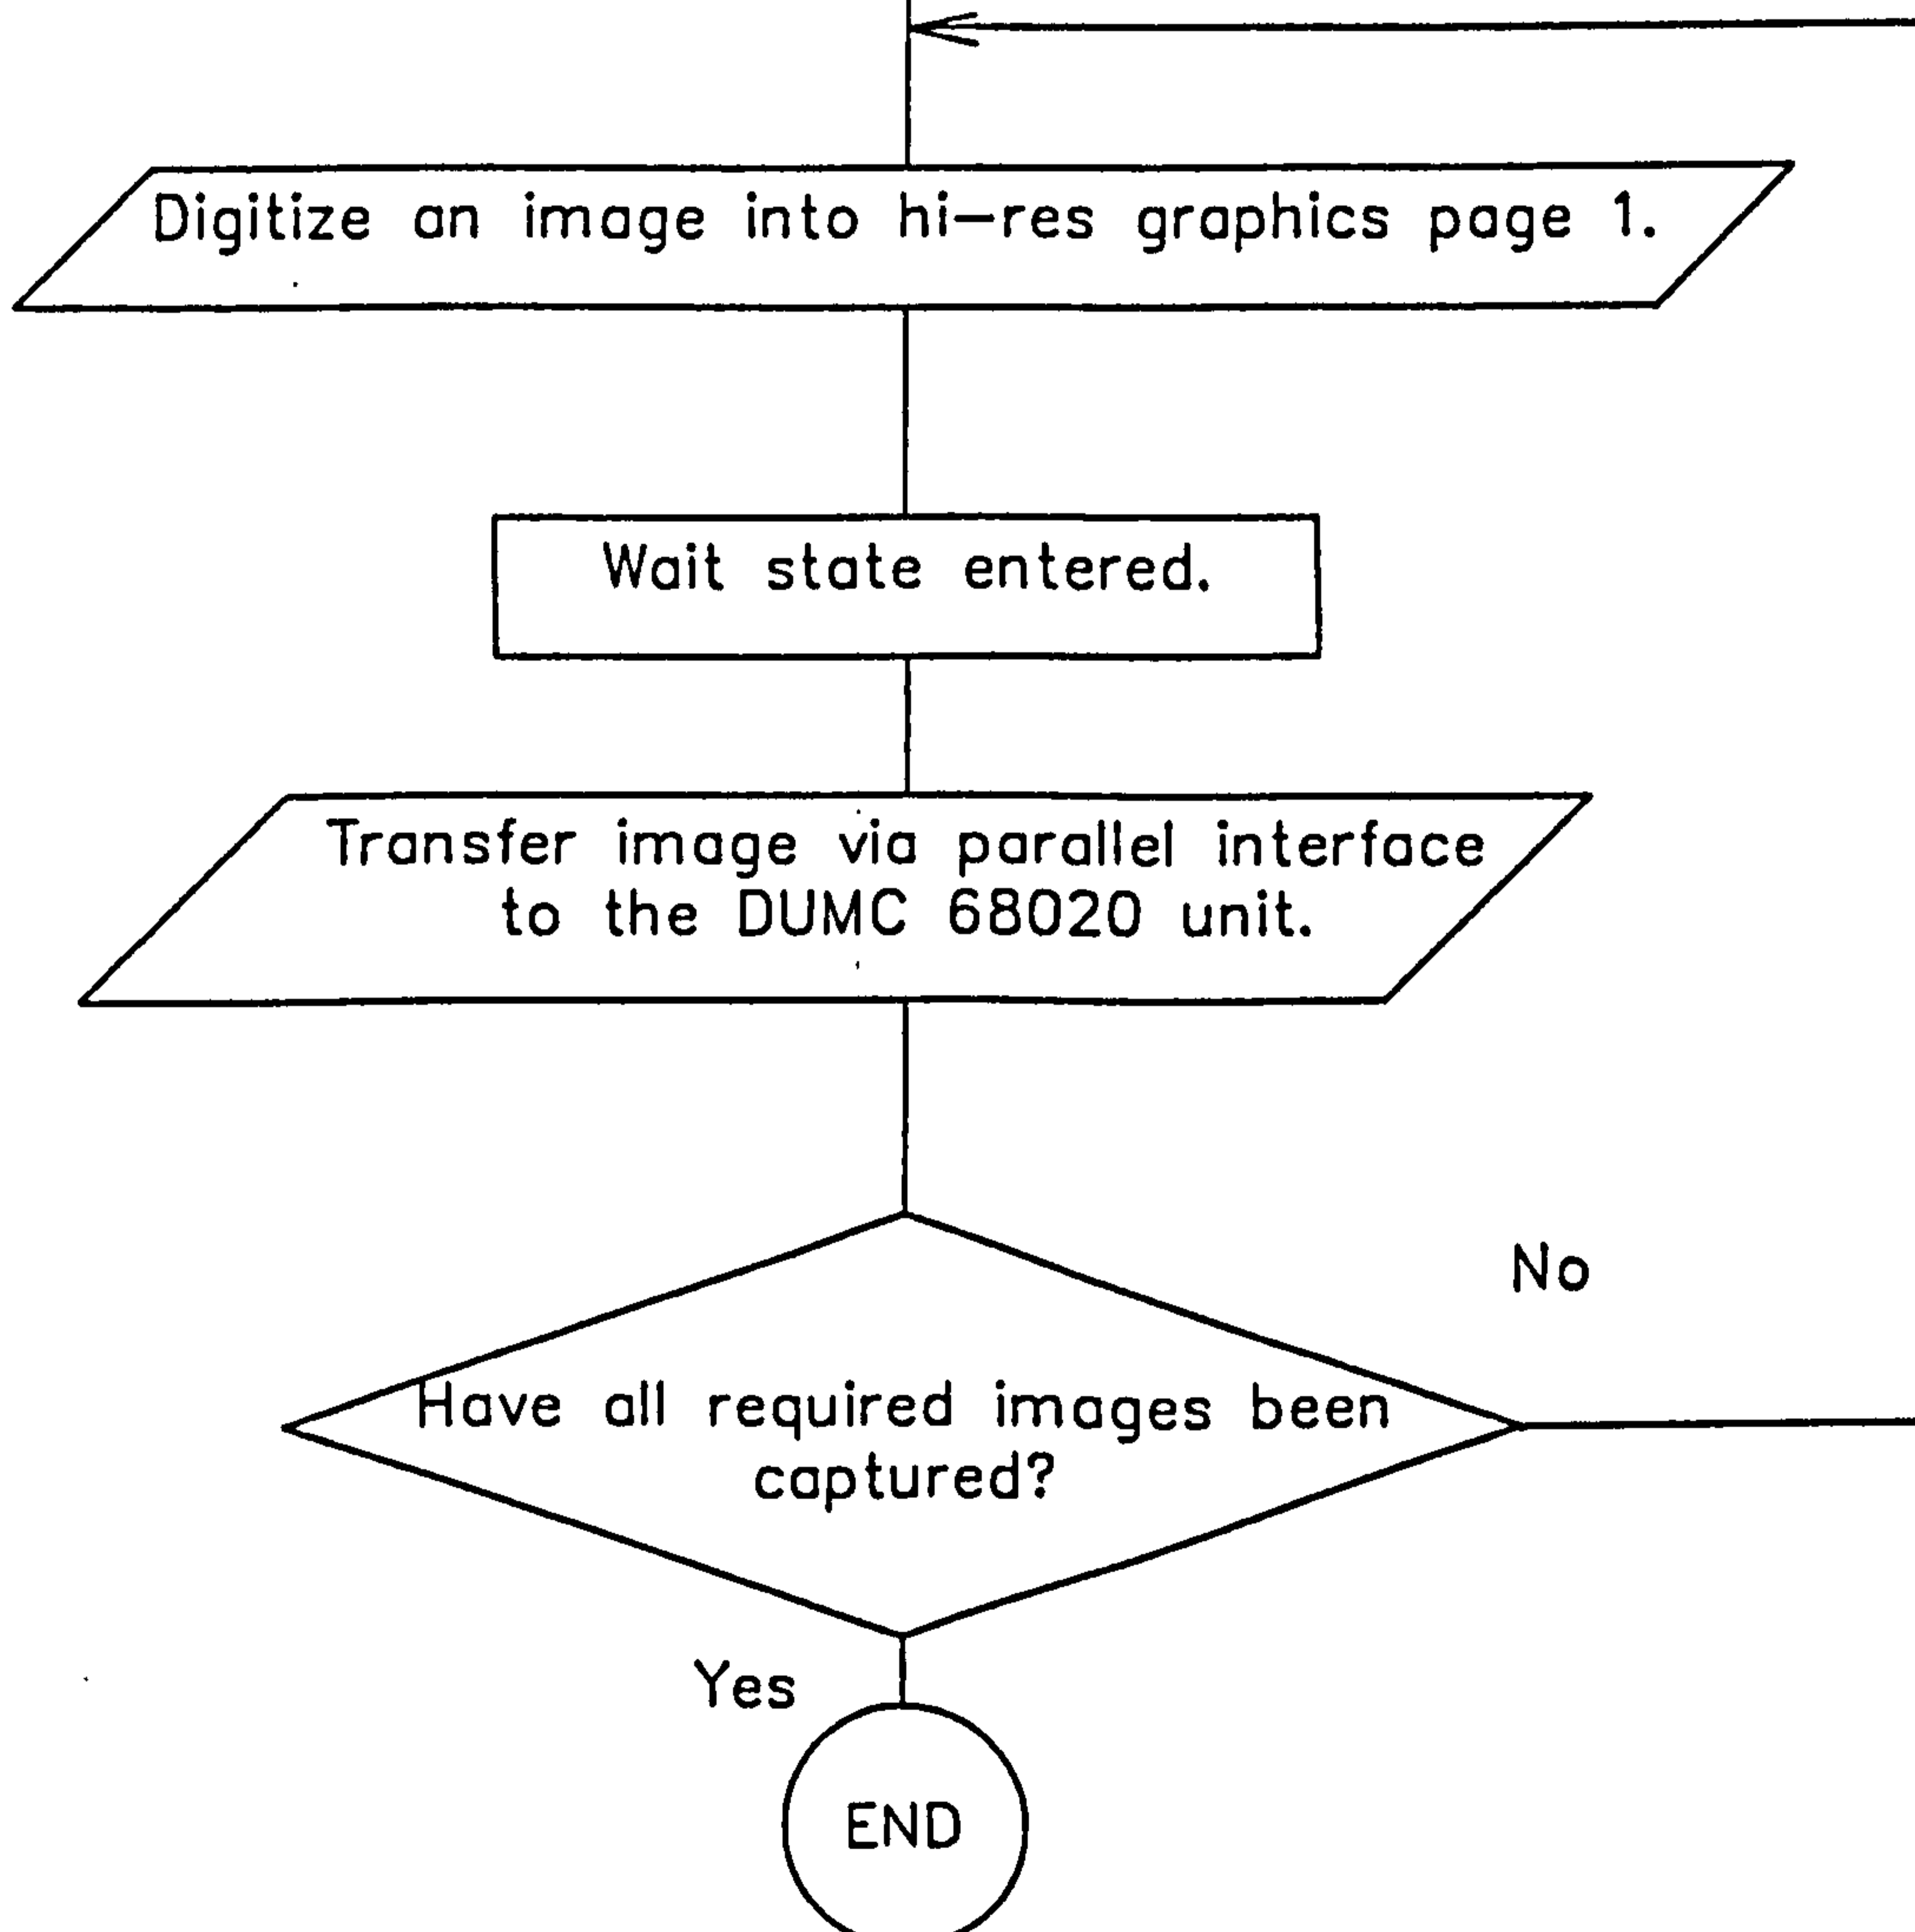 Digitize an image into hi-res graphics page 1.
Wait state entered.
Transfer image via parallel interface
to the DUMC 68020 unit.
No
Have all required images been
captured?
Yes
END